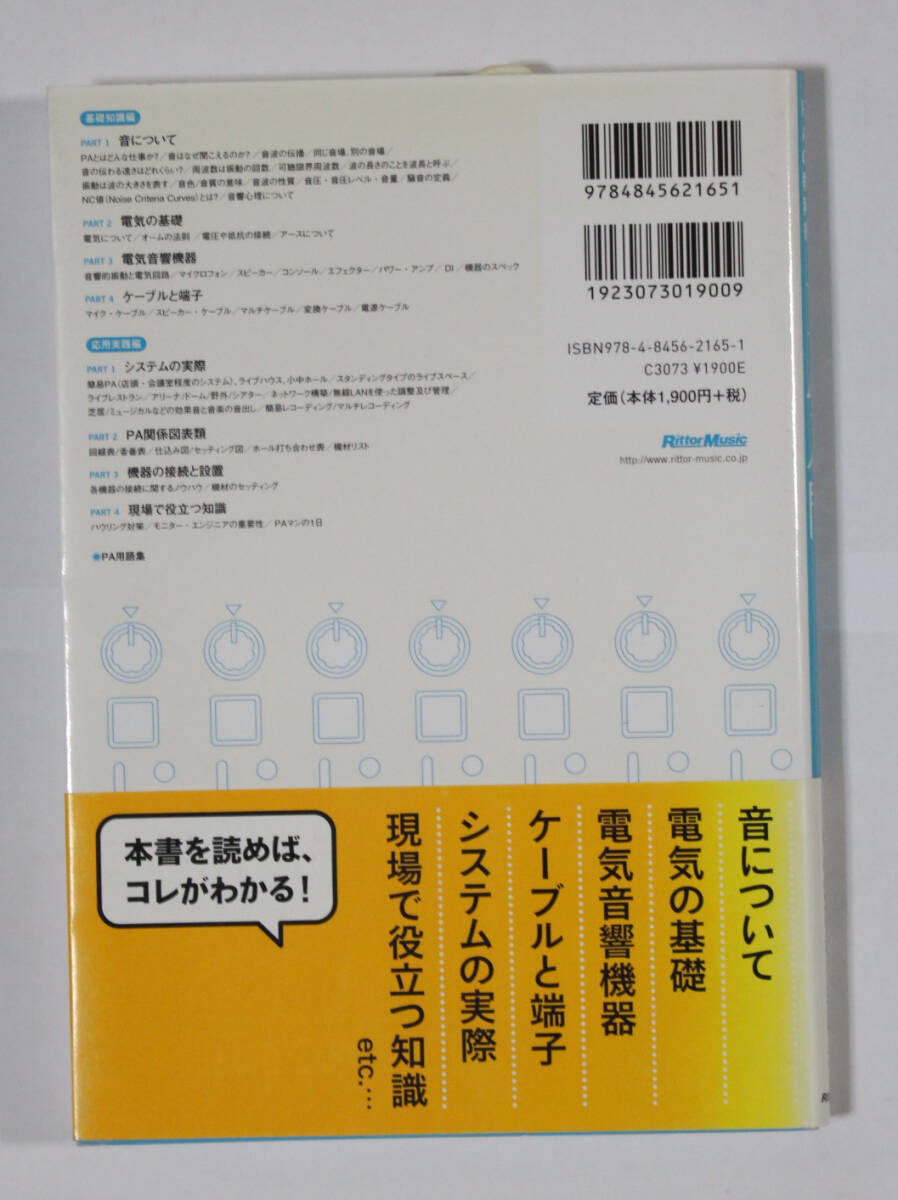 基礎知識編
PART 1 音について
PAとはどんな仕事か?/音はなぜ聞こえるのか?/音波の伝播/同じ音場、別の音場/
音の伝わる速さはどれくらい?/周波数は振動の回数/可聴限界周波数/波の長さのことを波長と呼ぶ/
振動は波の大きさを表す/音色/音質の意味/音波の性質/音圧・音圧レベル・音量/騒音の定義/
NC値(Noise Criteria Curves)とは?/音響心理について
PART 2 電気の基礎
電気について/オームの法則/電圧や抵抗の接続/アースについて
PART 3 電気音響機器
音響的振動と電気回路/マイクロフォン/スピーカー/コンソール/エフェクター/パワー・アンプ/DI/機器のスペック
PART 4 ケーブルと端子
マイク・ケーブル/スピーカー・ケーブル/マルチケーブル/変換ケーブル/電源ケーブル
応用実践編
PART 1 システムの実際
簡易PA(店頭・会議室程度のシステム)、ライブハウス、小中ホール/スタンディングタイプのライブスペース/
ライブレストラン/アリーナ/ドーム/野外/シアター/ネットワーク構築/無線LANを使った調整及び管理/
芝居/ミュージカルなどの効果音と音楽の音出し/簡易レコーディング/マルチレコーディング
PART 2 PA関係図表類
回線表/香盤表/仕込み図/セッティング図/ホール打ち合わせ表/機材リスト
PART 3 機器の接続と設置
各機器の接続に関するノウハウ/機材のセッティング
PART 4 現場で役立つ知識
ハウリング対策/モニター・エンジニアの重要性/PAマンの1日
●PA用語集
9784845621651
1923073019009
ISBN978-4-8456-2165-1
C3073 ¥1900E
定価(本体1,900円+税)
Rittor Music
http://www.rittor-music.co.jp
本書を読めば、
コレがわかる!
音について
電気の基礎
電気音響機器
ケーブルと端子
システムの実際
現場で役立つ知識
etc.…